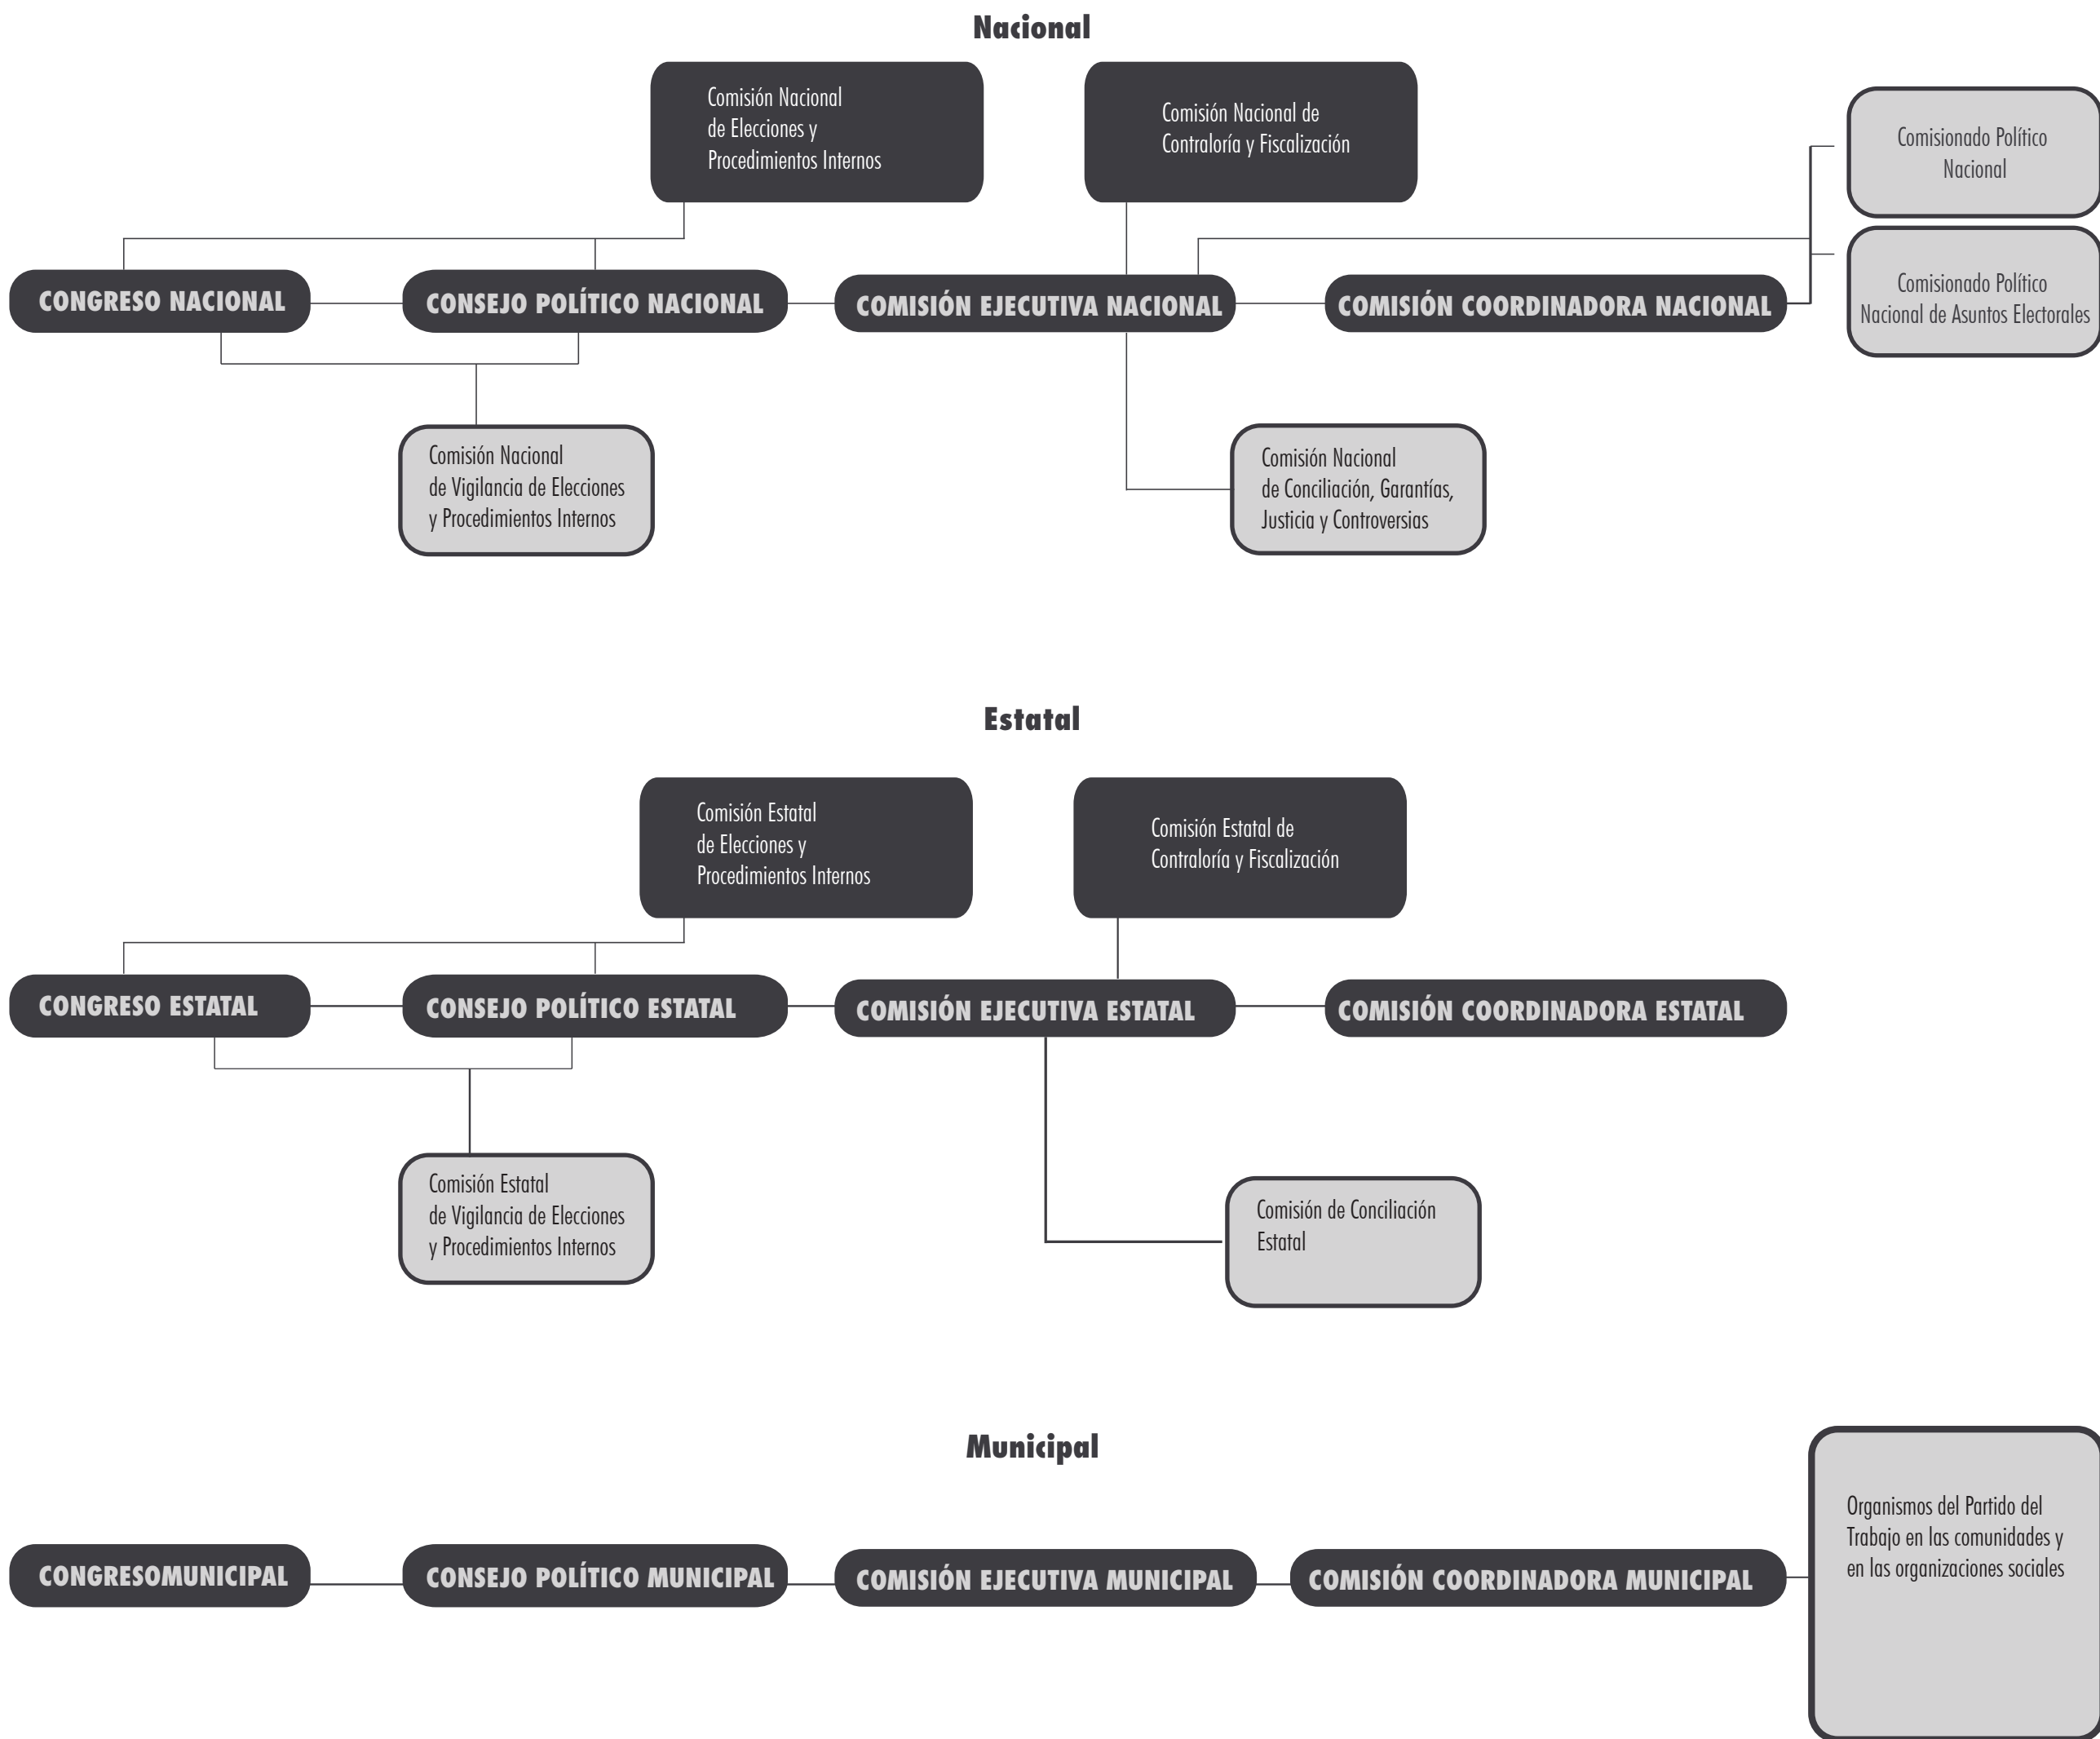 Nacional
Comisión Nacional
de Elecciones y
Procedimientos Internos
Comisión Nacional de
Contraloría y Fiscalización
Comisionado Político
Nacional
Comisionado Político
Nacional de Asuntos Electorales
CONGRESO NACIONAL
CONSEJO POLÍTICO NACIONAL
COMISIÓN EJECUTIVA NACIONAL
COMISIÓN COORDINADORA NACIONAL
Comisión Nacional
de Vigilancia de Elecciones
y Procedimientos Internos
Comisión Nacional
de Conciliación, Garantías,
Justicia y Controversias
Estatal
Comisión Estatal
de Elecciones y
Procedimientos Internos
Comisión Estatal de
Contraloría y Fiscalización
CONGRESO ESTATAL
CONSEJO POLÍTICO ESTATAL
COMISIÓN EJECUTIVA ESTATAL
COMISIÓN COORDINADORA ESTATAL
Comisión Estatal
de Vigilancia de Elecciones
y Procedimientos Internos
Comisión de Conciliación
Estatal
Municipal
CONGRESOMUNICIPAL
CONSEJO POLÍTICO MUNICIPAL
COMISIÓN EJECUTIVA MUNICIPAL
COMISIÓN COORDINADORA MUNICIPAL
Organismos del Partido del
Trabajo en las comunidades y
en las organizaciones sociales